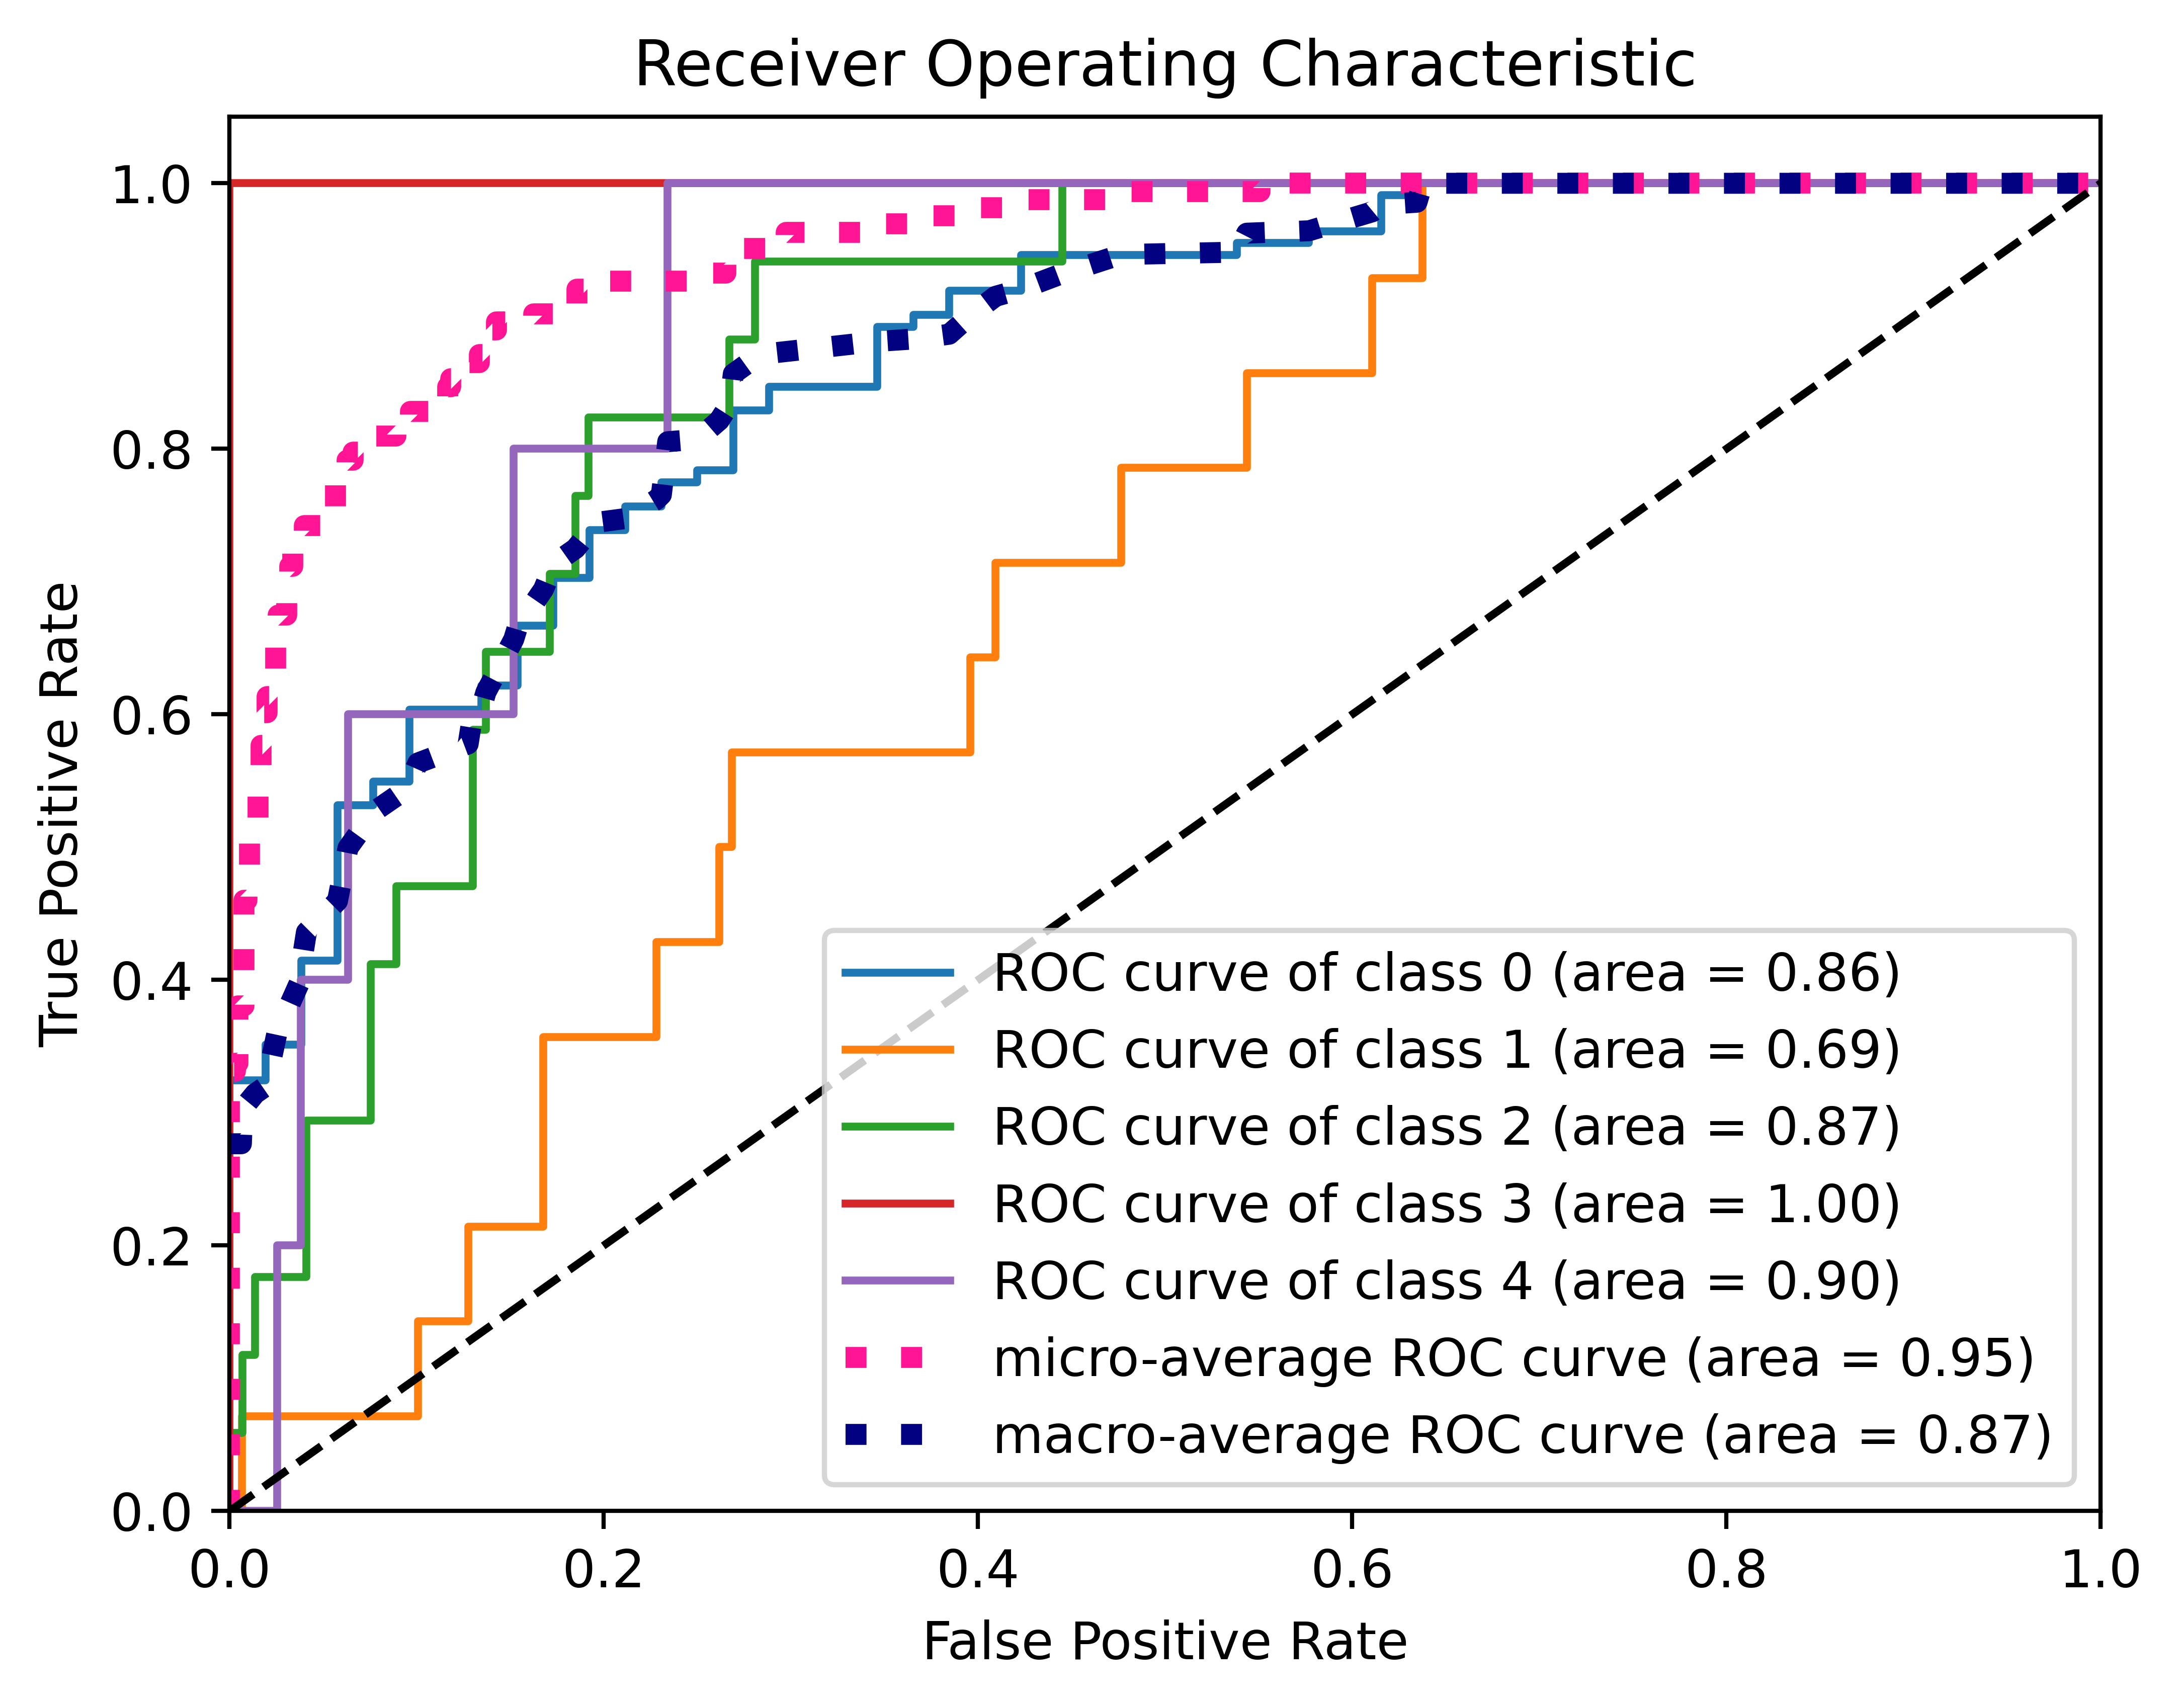 Receiver Operating Characteristic
True Positive Rate
1.0
0.8
0.6
0.4
0.2
0.0
ROC curve of class 0 (area = 0.86)
ROC curve of class 1 (area = 0.69)
ROC curve of class 2 (area = 0.87)
ROC curve of class 3 (area = 1.00)
ROC curve of class 4 (area = 0.90)
micro-average ROC curve (area = 0.95)
macro-average ROC curve (area = 0.87)
0.0 0.2 0.4 0.6 0.8 1.0
False Positive Rate